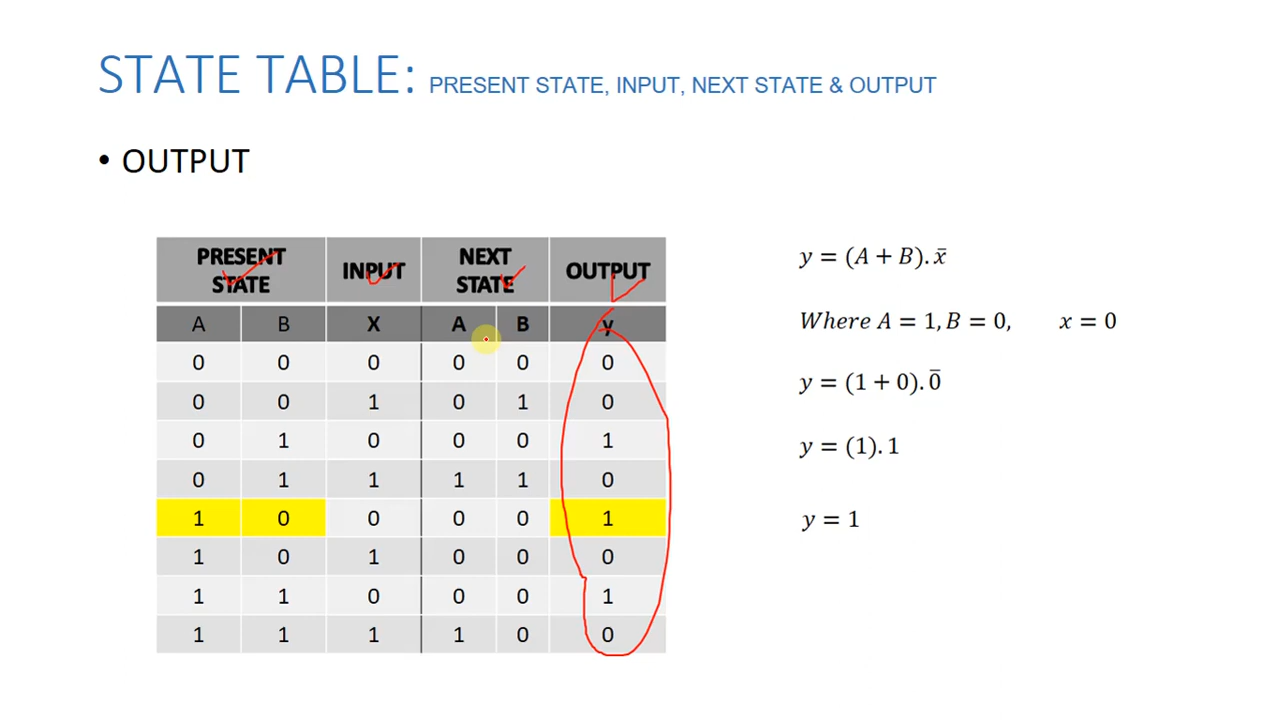 STATE TABLE: PRESENT STATE, INPUT, NEXT STATE & OUTPUT
• OUTPUT
PRESENT STATE INPUT NEXT STATE OUTPUT
A B X A B y
0 0 0 0 0 0
0 0 1 0 1 0
0 1 0 0 0 1
0 1 1 1 1 0
1 0 0 0 0 1
1 0 1 0 0 0
1 1 0 0 0 1
1 1 1 1 0 0
y = (A + B). x̄
Where A = 1, B = 0, x = 0
y = (1 + 0). 0̄
y = (1). 1
y = 1